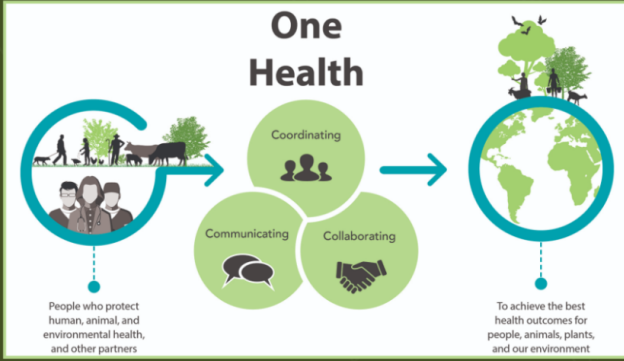 One
Health
Coordinating
Communicating
Collaborating
People who protect
human, animal, and
environmental health,
and other partners
To achieve the best
health outcomes for
people, animals, plants,
and our environment